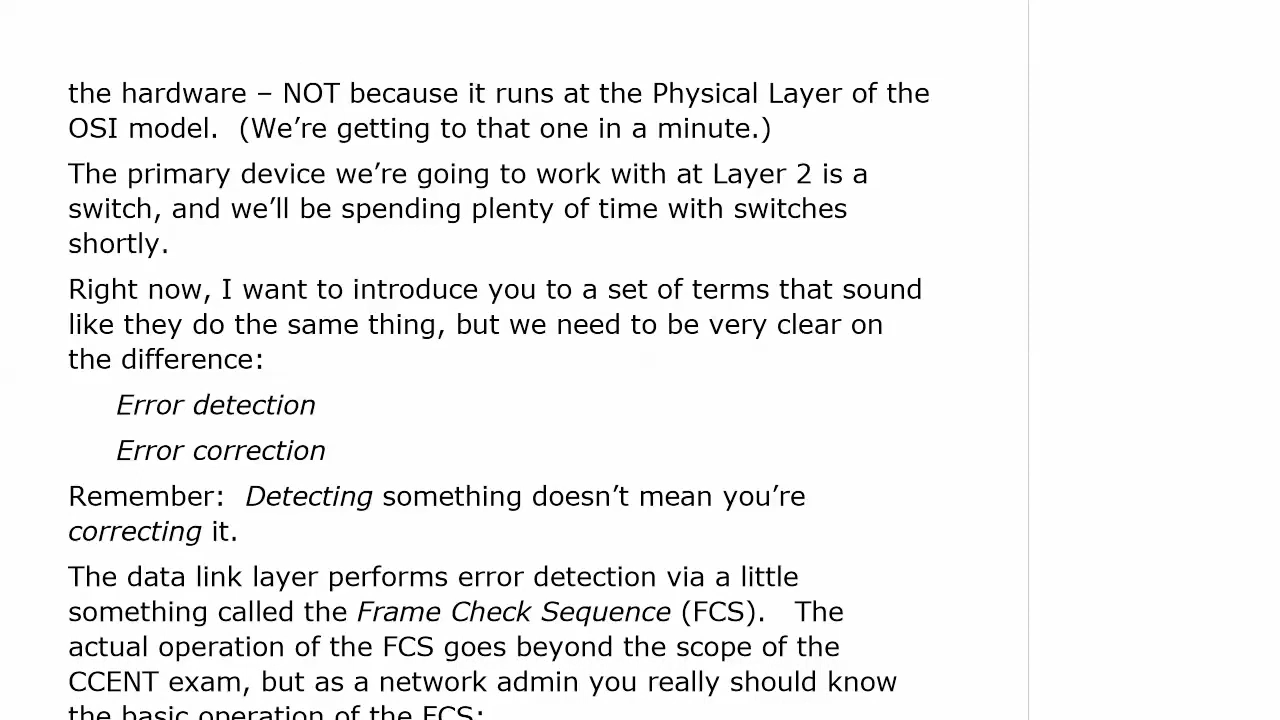 the hardware – NOT because it runs at the Physical Layer of the
OSI model.  (We’re getting to that one in a minute.)
The primary device we’re going to work with at Layer 2 is a
switch, and we’ll be spending plenty of time with switches
shortly.
Right now, I want to introduce you to a set of terms that sound
like they do the same thing, but we need to be very clear on
the difference:
Error detection
Error correction
Remember:  Detecting something doesn’t mean you’re
correcting it.
The data link layer performs error detection via a little
something called the Frame Check Sequence (FCS).   The
actual operation of the FCS goes beyond the scope of the
CCENT exam, but as a network admin you really should know
the basic operation of the FCS: